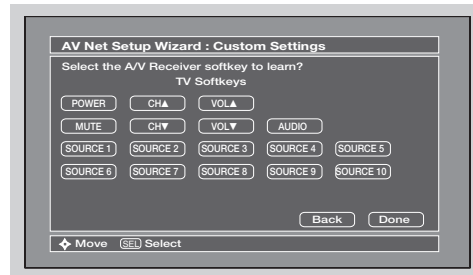 AV Net Setup Wizard : Custom Settings
Select the A/V Receiver softkey to learn?
TV Softkeys
POWER CH▲ VOL▲
MUTE CH▼ VOL▼ AUDIO
SOURCE 1 SOURCE 2 SOURCE 3 SOURCE 4 SOURCE 5
SOURCE 6 SOURCE 7 SOURCE 8 SOURCE 9 SOURCE 10
Back Done
Move SEL Select